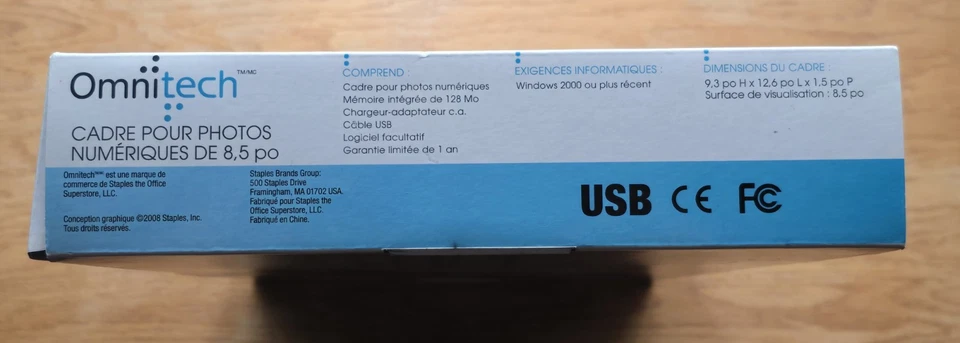 Omnitech™/MC
CADRE POUR PHOTOS
NUMÉRIQUES DE 8,5 po
COMPREND :
Cadre pour photos numériques
Mémoire intégrée de 128 Mo
Chargeur-adaptateur c.a.
Câble USB
Logiciel facultatif
Garantie limitée de 1 an
EXIGENCES INFORMATIQUES :
Windows 2000 ou plus récent
DIMENSIONS DU CADRE :
9,3 po H x 12,6 po L x 1,5 po P
Surface de visualisation : 8,5 po
Omnitech™/MC est une marque de
commerce de Staples the Office
Superstore, LLC.
Conception graphique ©2008 Staples, Inc.
Tous droits réservés.
Staples Brands Group:
500 Staples Drive
Framingham, MA 01702 USA.
Fabriqué pour Staples the
Office Superstore, LLC.
Fabriqué en Chine.
USB CE FC